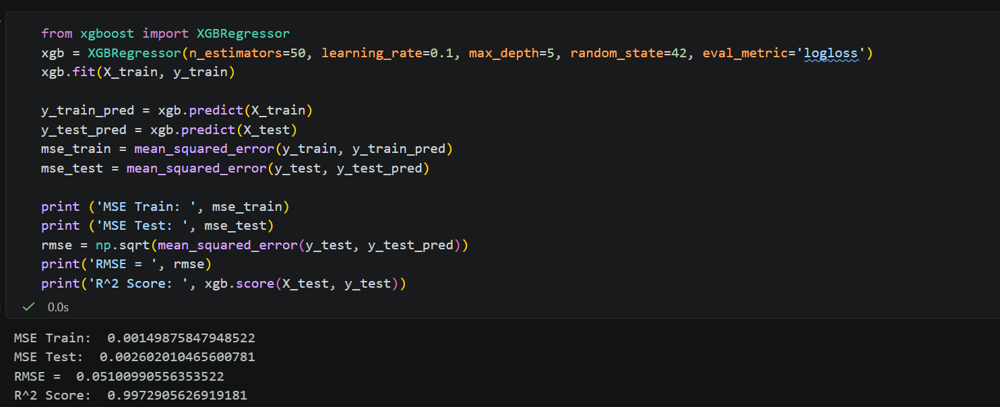 from xgboost import XGBRegressor
xgb = XGBRegressor(n_estimators=50, learning_rate=0.1, max_depth=5, random_state=42, eval_metric='logloss')
xgb.fit(X_train, y_train)
y_train_pred = xgb.predict(X_train)
y_test_pred = xgb.predict(X_test)
mse_train = mean_squared_error(y_train, y_train_pred)
mse_test = mean_squared_error(y_test, y_test_pred)
print ('MSE Train: ', mse_train)
print ('MSE Test: ', mse_test)
rmse = np.sqrt(mean_squared_error(y_test, y_test_pred))
print('RMSE = ', rmse)
print('R^2 Score: ', xgb.score(X_test, y_test))
0.0s
MSE Train:  0.00149875847948522
MSE Test:  0.002602010465600781
RMSE =  0.05100990556353522
R^2 Score:  0.9972905626919181